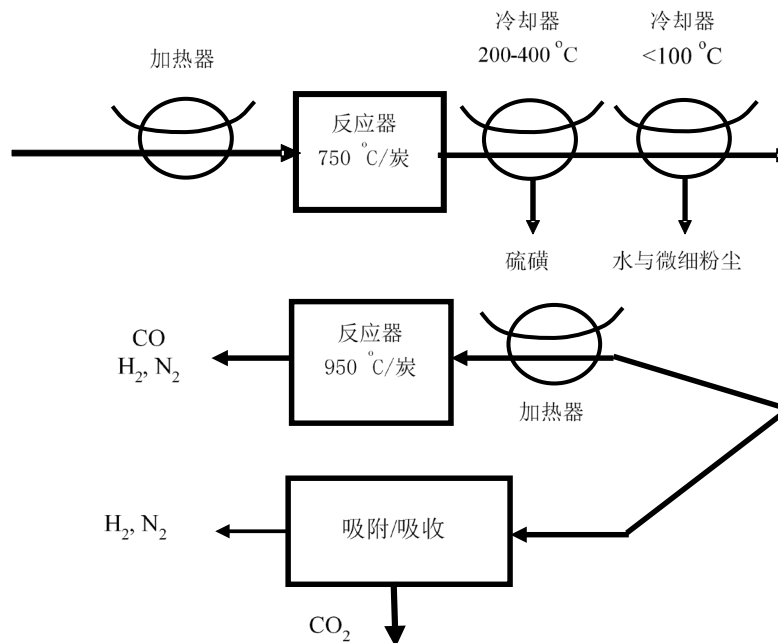 加热器
冷却器
200-400 °C
冷却器
<100 °C
反应器
750 °C/炭
硫磺
水与微细粉尘
CO
H₂, N₂
反应器
950 °C/炭
加热器
H₂, N₂
吸附/吸收
CO₂